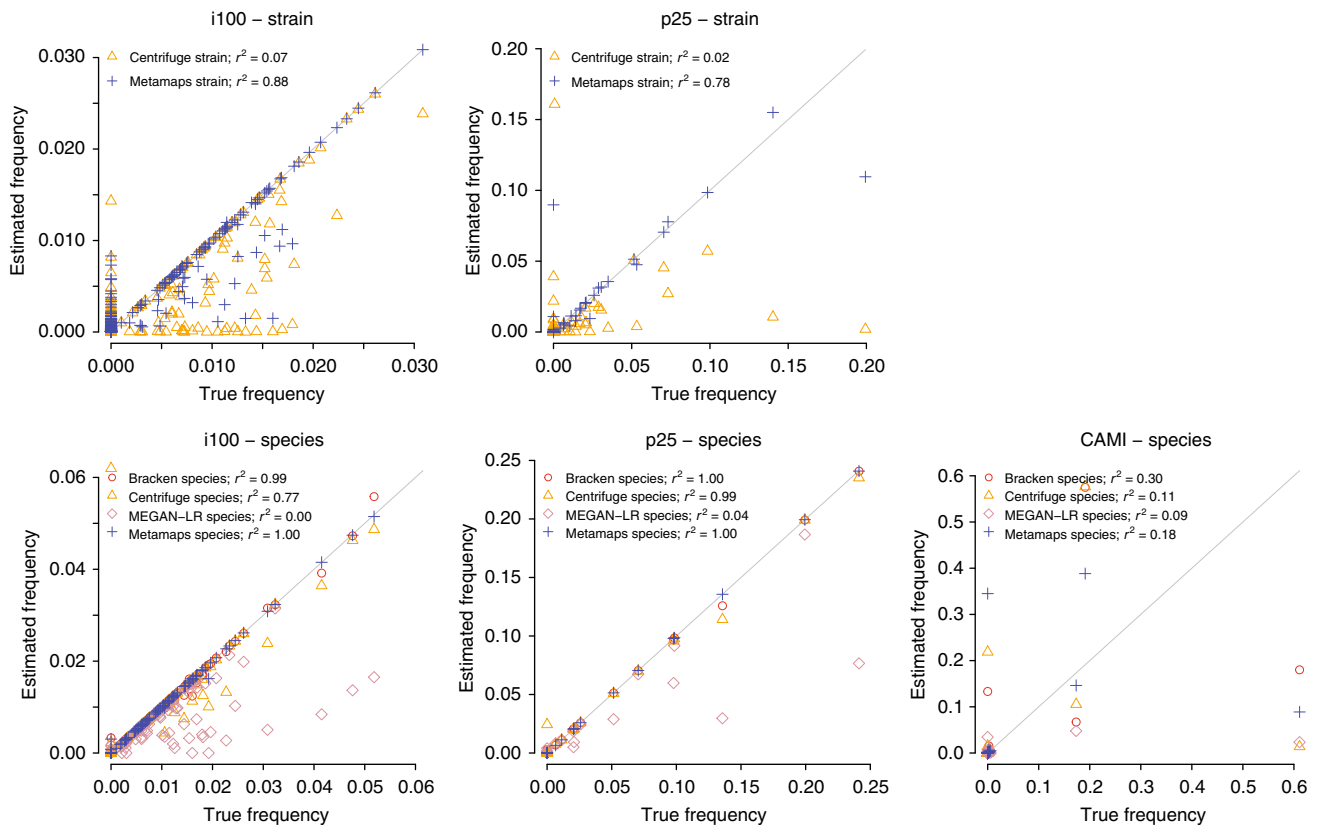 i100 – strain
Centrifuge strain; r² = 0.07
Metamaps strain; r² = 0.88
Estimated frequency
0.030
0.020
0.010
0.000
0.000 0.010 0.020 0.030
True frequency
p25 – strain
Centrifuge strain; r² = 0.02
Metamaps strain; r² = 0.78
Estimated frequency
0.20
0.15
0.10
0.05
0.00
0.00 0.05 0.10 0.15 0.20
True frequency
i100 – species
Bracken species; r² = 0.99
Centrifuge species; r² = 0.77
MEGAN–LR species; r² = 0.00
Metamaps species; r² = 1.00
Estimated frequency
0.06
0.04
0.02
0.00
0.00 0.01 0.02 0.03 0.04 0.05 0.06
True frequency
p25 – species
Bracken species; r² = 1.00
Centrifuge species; r² = 0.99
MEGAN–LR species; r² = 0.04
Metamaps species; r² = 1.00
Estimated frequency
0.25
0.20
0.15
0.10
0.05
0.00
0.00 0.05 0.10 0.15 0.20 0.25
True frequency
CAMI – species
Bracken species; r² = 0.30
Centrifuge species; r² = 0.11
MEGAN–LR species; r² = 0.09
Metamaps species; r² = 0.18
Estimated frequency
0.6
0.5
0.4
0.3
0.2
0.1
0.0
0.0 0.1 0.2 0.3 0.4 0.5 0.6
True frequency